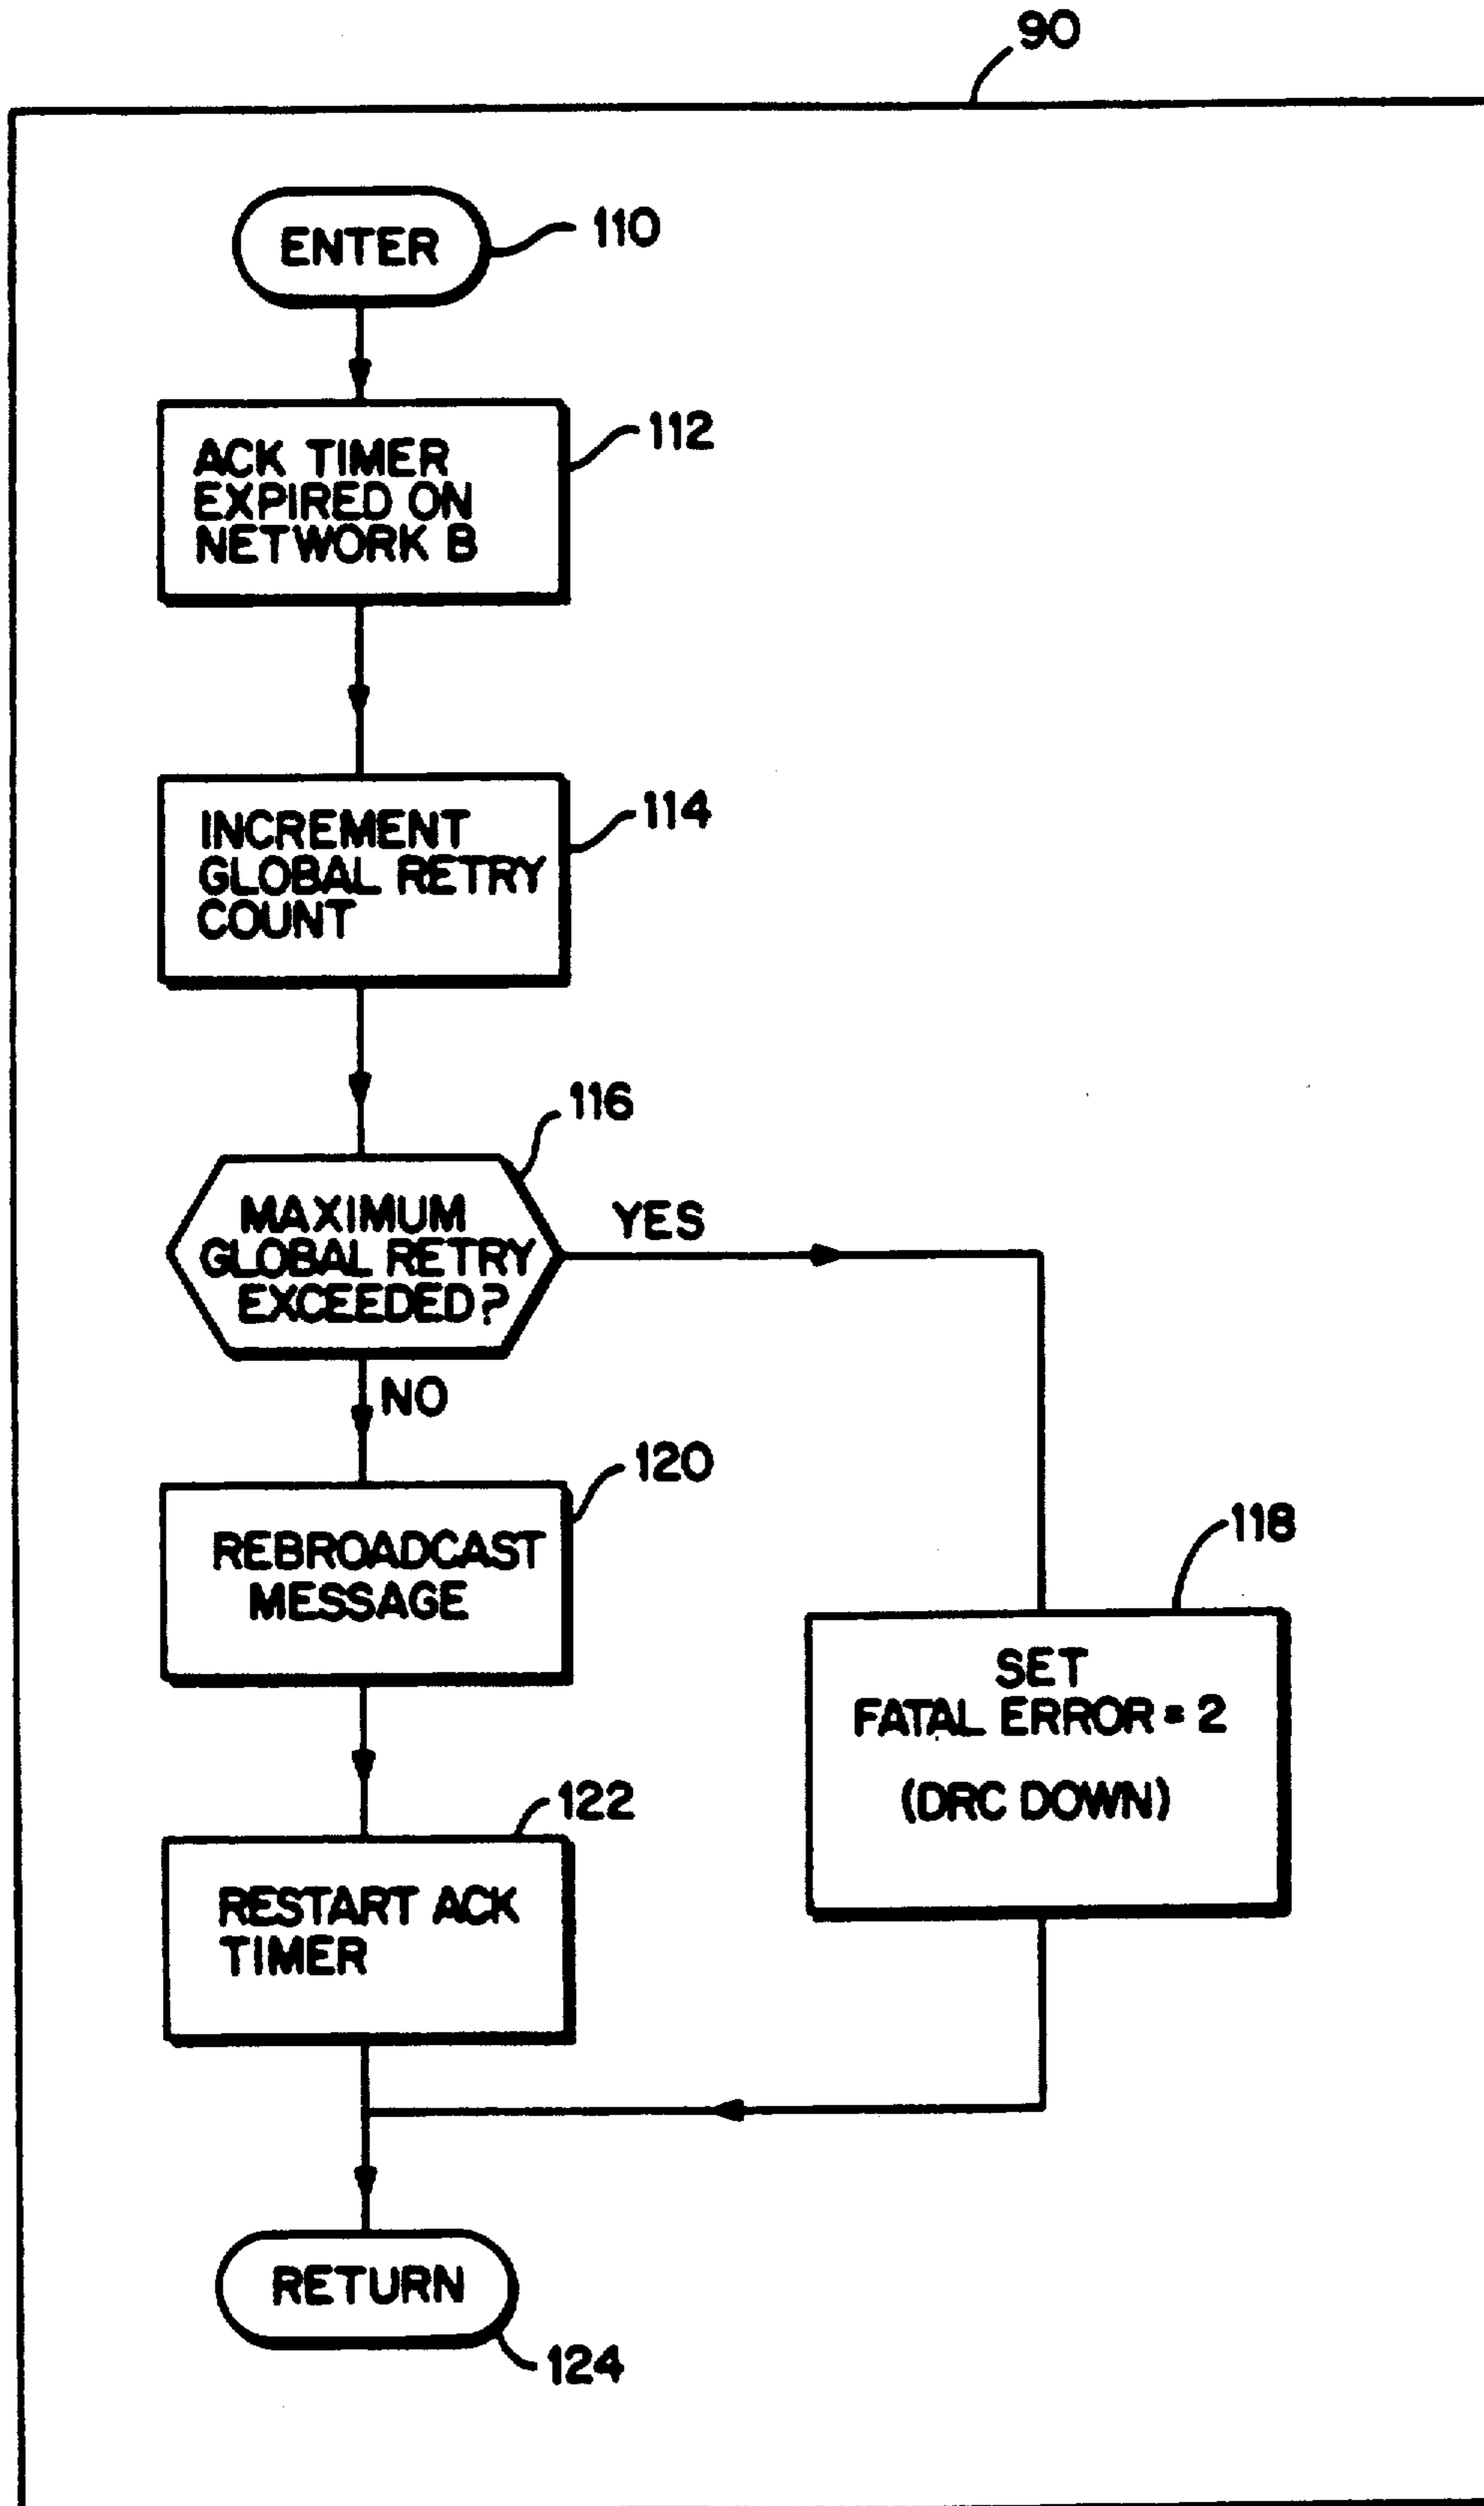 90
ENTER
110
ACK TIMER
EXPIRED ON
NETWORK B
112
INCREMENT
GLOBAL RETRY
COUNT
114
116
MAXIMUM
GLOBAL RETRY
EXCEEDED?
YES
NO
120
REBROADCAST
MESSAGE
118
SET
FATAL ERROR = 2
(DRC DOWN)
122
RESTART ACK
TIMER
RETURN
124